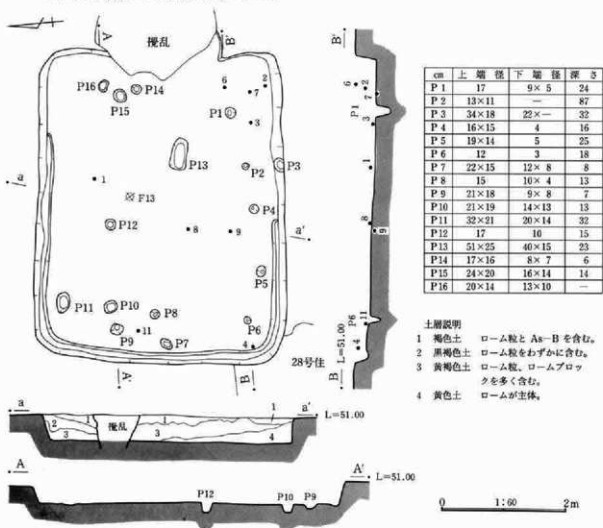 A
B'
攪乱
P16
P14
P15
6
2
7
P1
3
P13
P2
P3
a
1
F13
P4
P12
8
9
a'
P5
P11
P10
P8
P6
P9
11
P7
4
28号住
A'
B
B'
6
2
7
P1
3
1
8
9
P6
11
4
L=51.00
B
cm 上端径 下端径 深さ
P1 17 9×5 24
P2 13×11 — 87
P3 34×18 22×— 32
P4 16×15 4 16
P5 19×14 5 25
P6 12 3 18
P7 22×15 12×8 8
P8 15 10×4 13
P9 21×18 9×8 7
P10 21×19 14×13 13
P11 32×21 20×14 32
P12 17 10 15
P13 51×25 40×15 23
P14 17×16 8×7 6
P15 24×20 16×14 14
P16 20×14 13×10 —
土層説明
1 褐色土 ローム粒と As-B を含む。
2 黒褐色土 ローム粒をわずかに含む。
3 黄褐色土 ローム粒、ロームブロッ
クを多く含む。
4 黄色土 ロームが主体。
a
a'
L=51.00
1
2
3
攪乱
3
4
A
A'
L=51.00
P12
P10
P9
0 1:60 2m